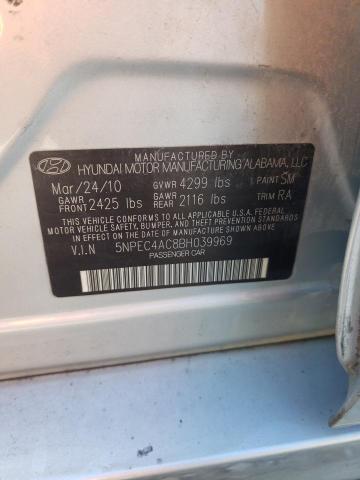 MANUFACTURED BY
HYUNDAI MOTOR MANUFACTURING ALABAMA, LLC
Mar/24/10 GVWR 4299 lbs PAINT SM
GAWR FRONT 2425 lbs GAWR REAR 2116 lbs TRIM RA
THIS VEHICLE CONFORMS TO ALL APPLICABLE U.S. FEDERAL
MOTOR VEHICLE SAFETY, BUMPER, AND THEFT PREVENTION STANDARDS
IN EFFECT ON THE DATE OF MANUFACTURE SHOWN ABOVE.
V.I.N 5NPEC4AC8BH039969
PASSENGER CAR